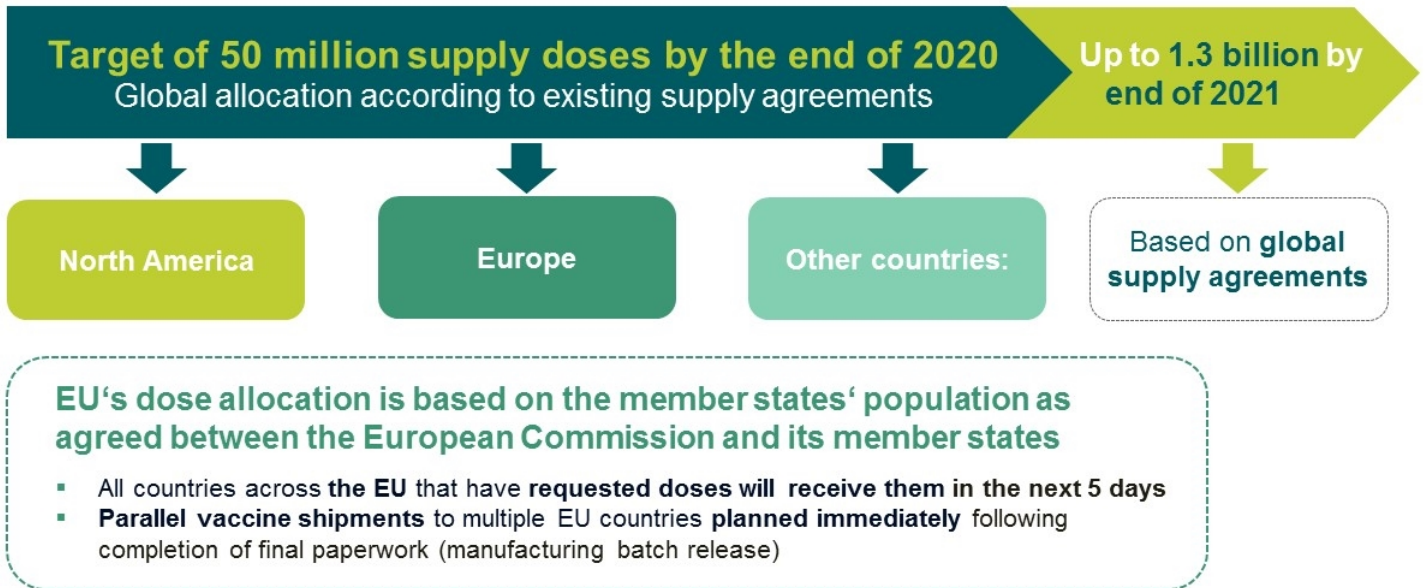 Target of 50 million supply doses by the end of 2020
Global allocation according to existing supply agreements
Up to 1.3 billion by
end of 2021
North America
Europe
Other countries:
Based on global
supply agreements
EU‘s dose allocation is based on the member states‘ population as
agreed between the European Commission and its member states
▪ All countries across the EU that have requested doses will receive them in the next 5 days
▪ Parallel vaccine shipments to multiple EU countries planned immediately following
completion of final paperwork (manufacturing batch release)